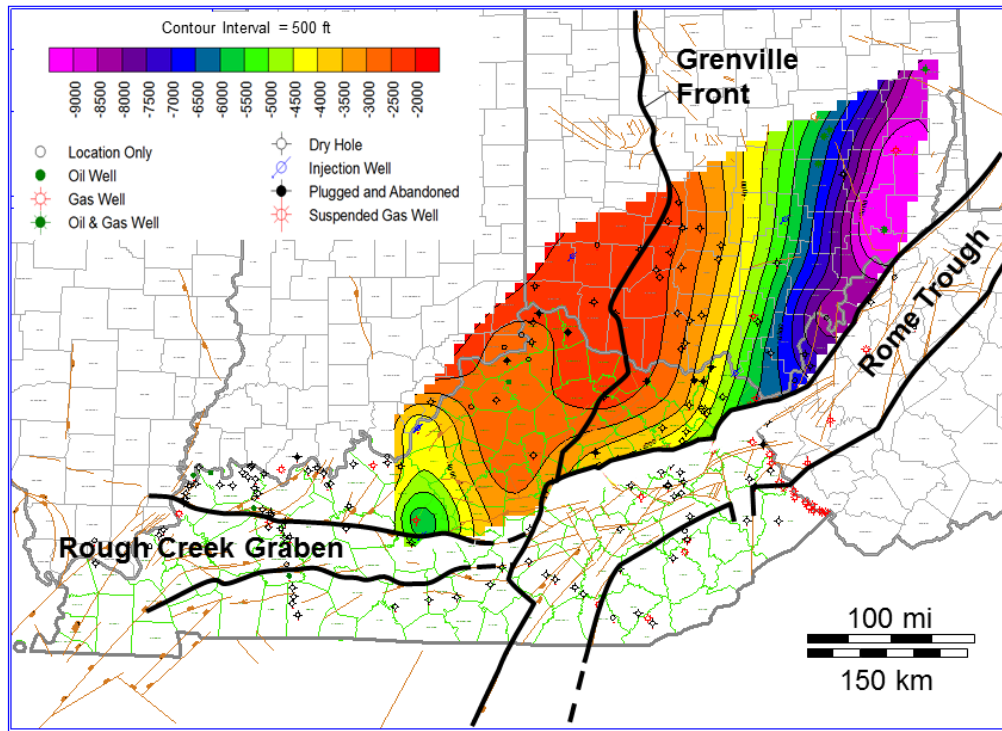 Contour Interval = 500 ft
-9000
-8500
-8000
-7500
-7000
-6500
-6000
-5500
-5000
-4500
-4000
-3500
-3000
-2500
-2000
Location Only
Oil Well
Gas Well
Oil & Gas Well
Dry Hole
Injection Well
Plugged and Abandoned
Suspended Gas Well
Grenville
Front
Rome Trough
Rough Creek Graben
100 mi
150 km